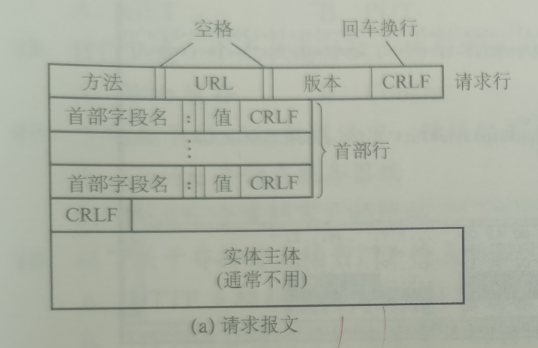 空格 回车换行
方法 URL 版本 CRLF 请求行
首部字段名 : 值 CRLF
⋮ 首部行
首部字段名 : 值 CRLF
CRLF
实体主体
(通常不用)
(a) 请求报文